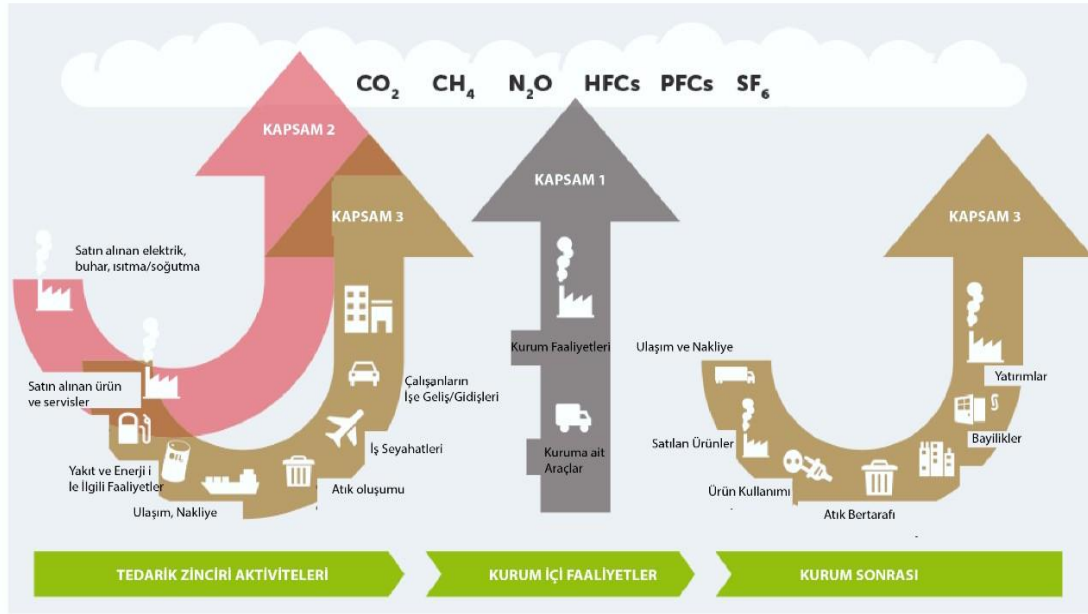 CO₂ CH₄ N₂O HFCs PFCs SF₆
KAPSAM 2
KAPSAM 3
Satın alınan elektrik,
buhar, ısıtma/soğutma
Satın alınan ürün
ve servisler
Yakıt ve Enerji i
le İlgili Faaliyetler
Ulaşım, Nakliye
Atık oluşumu
İş Seyahatleri
Çalışanların
İşe Geliş/Gidişleri
OIL
KAPSAM 1
Kurum Faaliyetleri
Kuruma ait
Araçlar
KAPSAM 3
Ulaşım ve Nakliye
Satılan Ürünler
Ürün Kullanımı
Atık Bertarafı
Bayilikler
Yatırımlar
TEDARİK ZİNCİRİ AKTİVİTELERİ
KURUM İÇİ FAALİYETLER
KURUM SONRASI